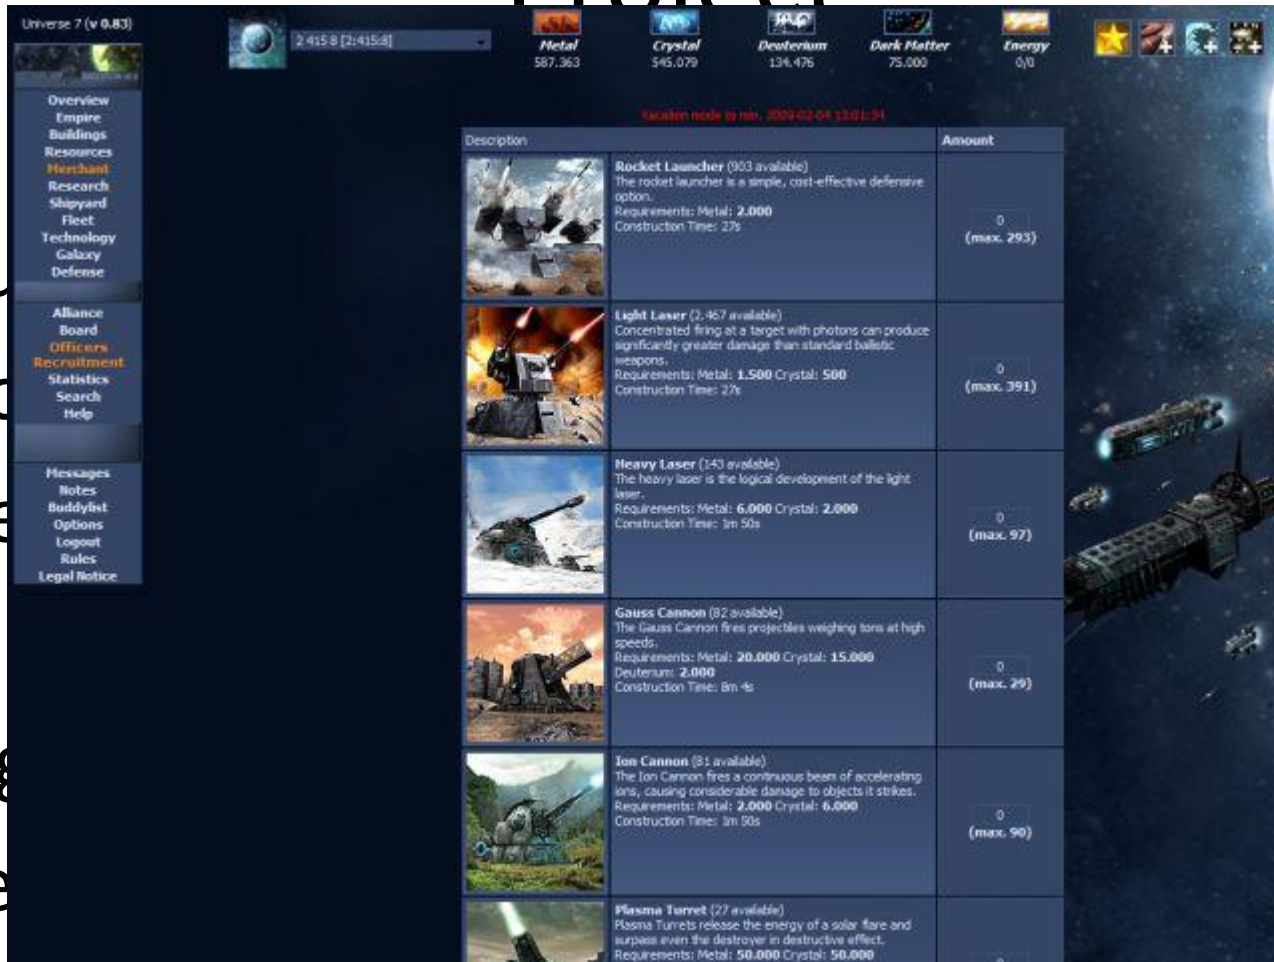 Universe 7 (v 0.83)
2 415 8 [2:415:8]
Metal
587.363
Crystal
545.079
Deuterium
134.476
Dark Matter
75.000
Energy
0/0
Overview
Empire
Buildings
Resources
Merchant
Research
Shipyard
Fleet
Technology
Galaxy
Defense
Alliance
Board
Officers
Recruitment
Statistics
Search
Help
Messages
Notes
Buddylist
Options
Logout
Rules
Legal Notice
Vacation mode to min. 2009-02-04 13:01:34
Description
Amount
Rocket Launcher (903 available)
The rocket launcher is a simple, cost-effective defensive
option.
Requirements: Metal: 2.000
Construction Time: 27s
0
(max. 293)
Light Laser (2.467 available)
Concentrated firing at a target with photons can produce
significantly greater damage than standard ballistic
weapons.
Requirements: Metal: 1.500 Crystal: 500
Construction Time: 27s
0
(max. 391)
Heavy Laser (143 available)
The heavy laser is the logical development of the light
laser.
Requirements: Metal: 6.000 Crystal: 2.000
Construction Time: 1m 50s
0
(max. 97)
Gauss Cannon (82 available)
The Gauss Cannon fires projectiles weighing tons at high
speeds.
Requirements: Metal: 20.000 Crystal: 15.000
Deuterium: 2.000
Construction Time: 8m 4s
0
(max. 29)
Ion Cannon (81 available)
The Ion Cannon fires a continuous beam of accelerating
ions, causing considerable damage to objects it strikes.
Requirements: Metal: 2.000 Crystal: 6.000
Construction Time: 1m 50s
0
(max. 90)
Plasma Turret (27 available)
Plasma Turrets release the energy of a solar flare and
surpass even the destroyer in destructive effect.
Requirements: Metal: 50.000 Crystal: 50.000